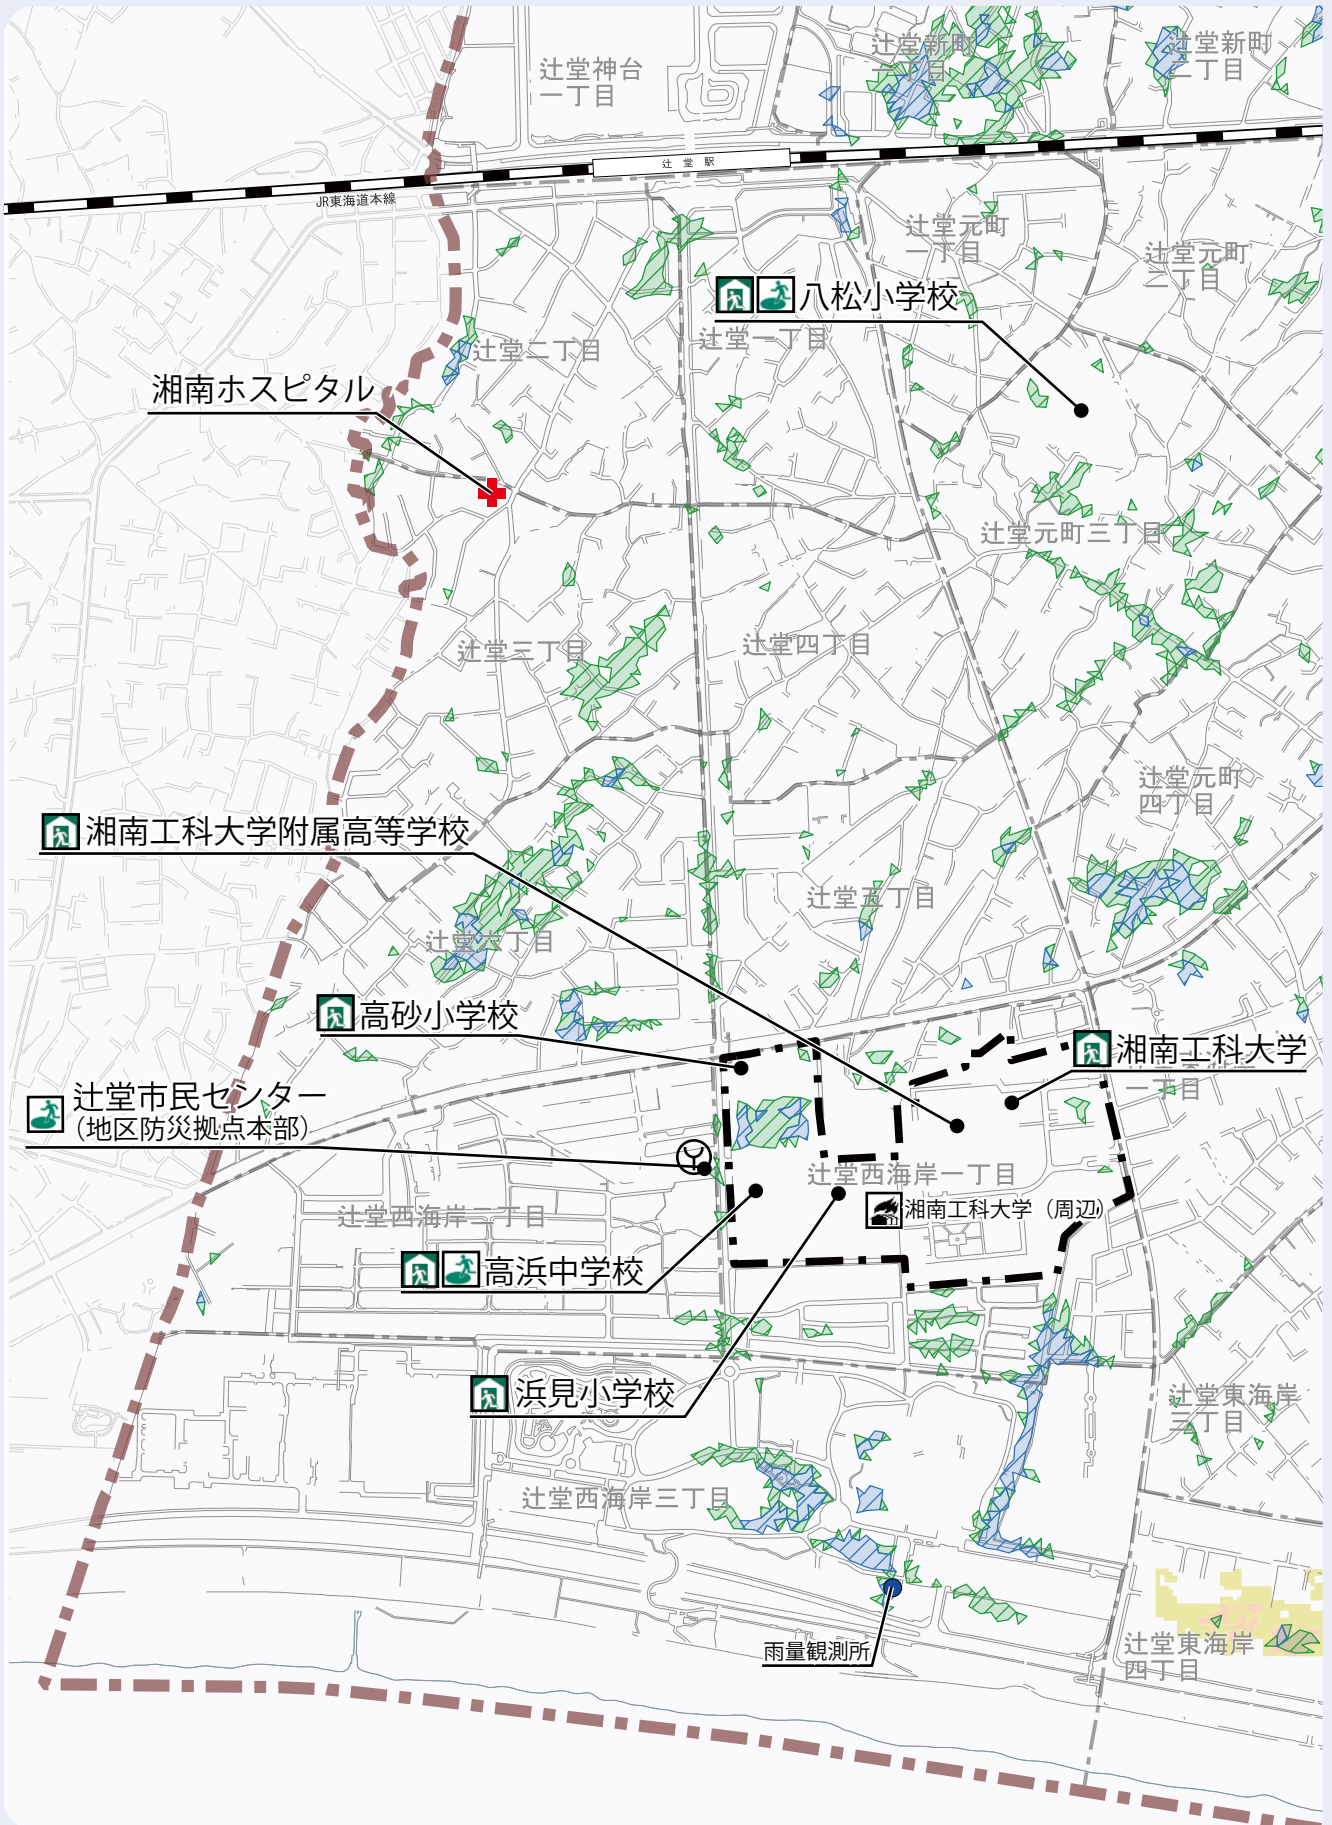 辻堂神台
一丁目
辻堂新町
一丁目
辻堂新町
二丁目
辻堂駅
JR東海道本線
辻堂元町
一丁目
辻堂元町
二丁目
八松小学校
辻堂二丁目
辻堂一丁目
湘南ホスピタル
辻堂元町三丁目
辻堂三丁目
辻堂四丁目
辻堂元町
四丁目
湘南工科大学附属高等学校
辻堂五丁目
辻堂六丁目
高砂小学校
湘南工科大学
一丁目
辻堂市民センター
（地区防災拠点本部）
辻堂西海岸一丁目
湘南工科大学（周辺）
辻堂西海岸二丁目
高浜中学校
浜見小学校
辻堂東海岸
三丁目
辻堂西海岸三丁目
雨量観測所
辻堂東海岸
四丁目